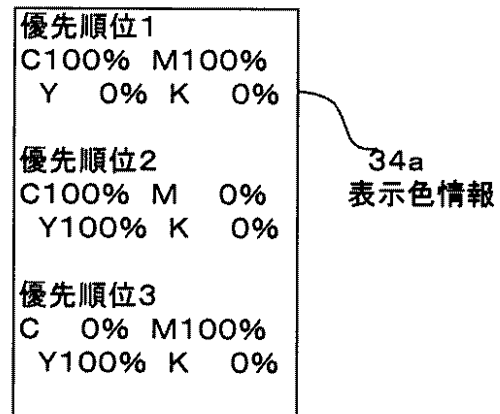 優先順位1
C100% M100%
Y 0% K 0%
優先順位2
C100% M 0%
Y100% K 0%
優先順位3
C 0% M100%
Y100% K 0%
34a
表示色情報